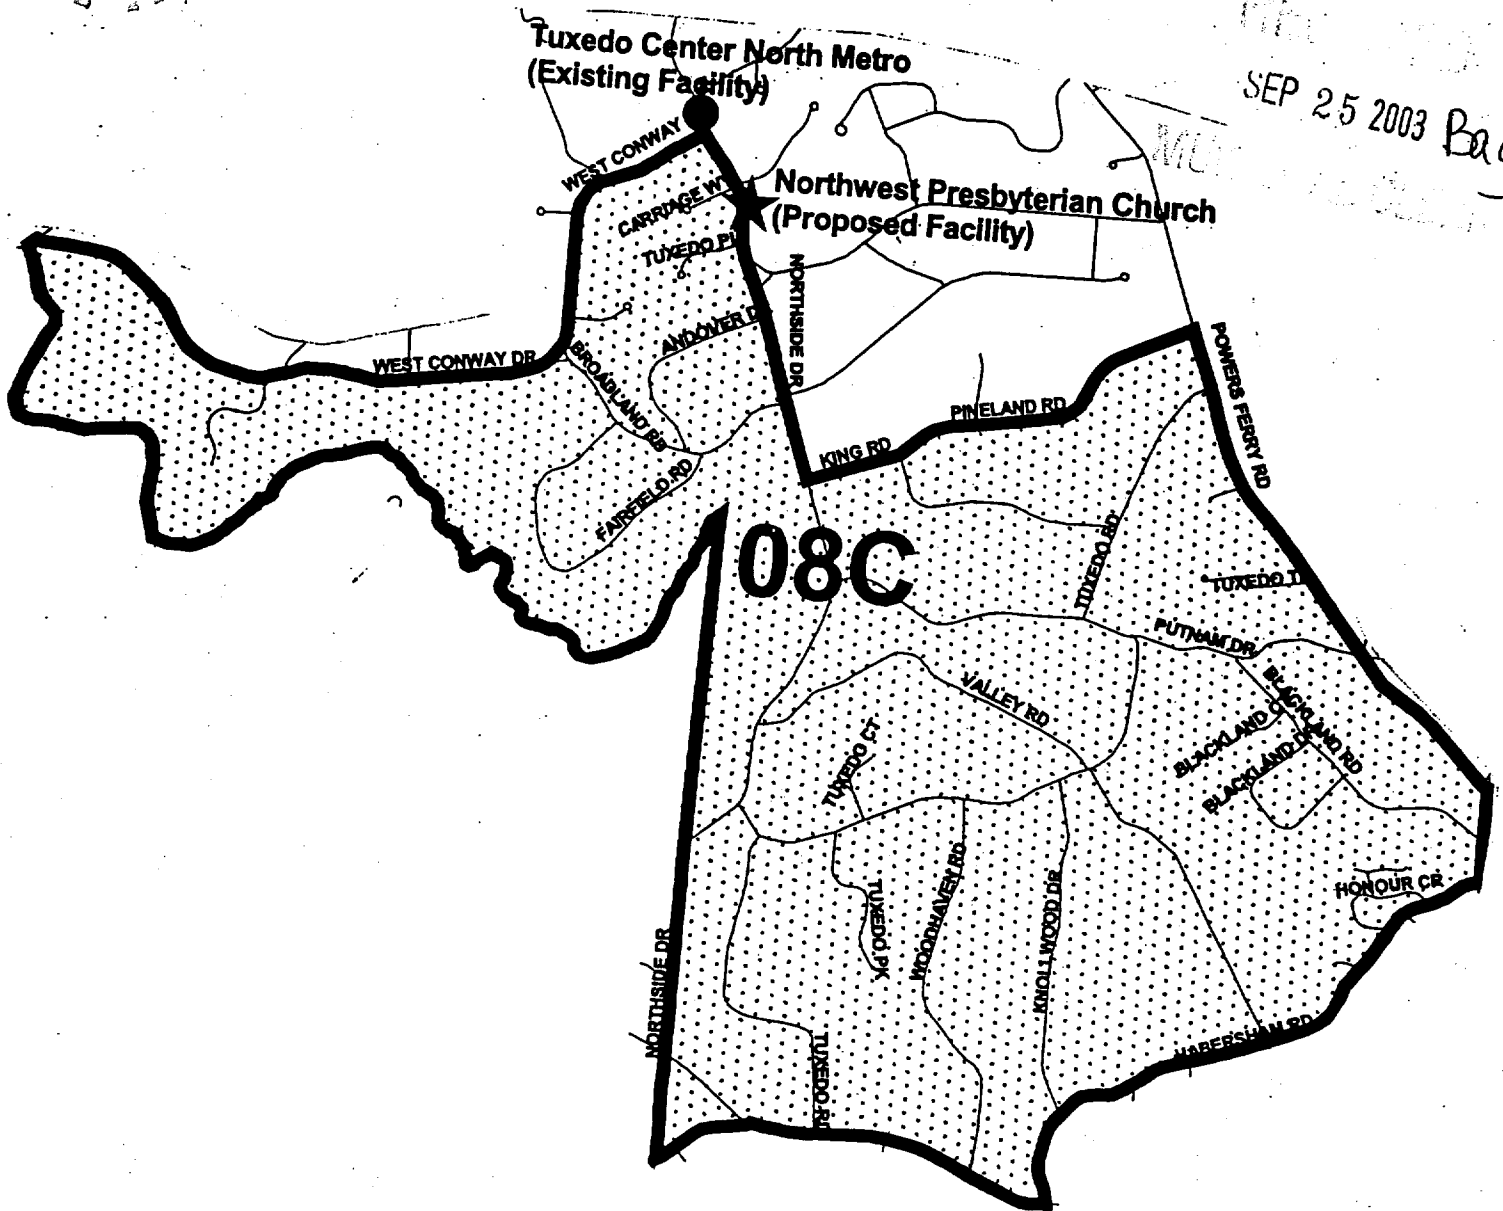 Tuxedo Center North Metro
(Existing Facility)
SEP 25 2003
WEST CONWAY
Northwest Presbyterian Church
(Proposed Facility)
CARRIAGE W
TUXEDO PL
NORTHSIDE DR
ANDOVER D
WEST CONWAY DR
BROADLAND RD
POWERS FERRY RD
PINELAND RD
KING RD
FAIRFIELD RD
08C
TUXEDO RD
TUXEDO T
PUTNAM DR
VALLEY RD
BLACKLAND RD
BLACKLAND C
BLACKLAND D
TUXEDO CT
TUXEDO PK
WOODHAVEN RD
KNOLLWOOD DR
HONOUR CR
NORTHSIDE DR
TUXEDO R
HABERSHAM RD